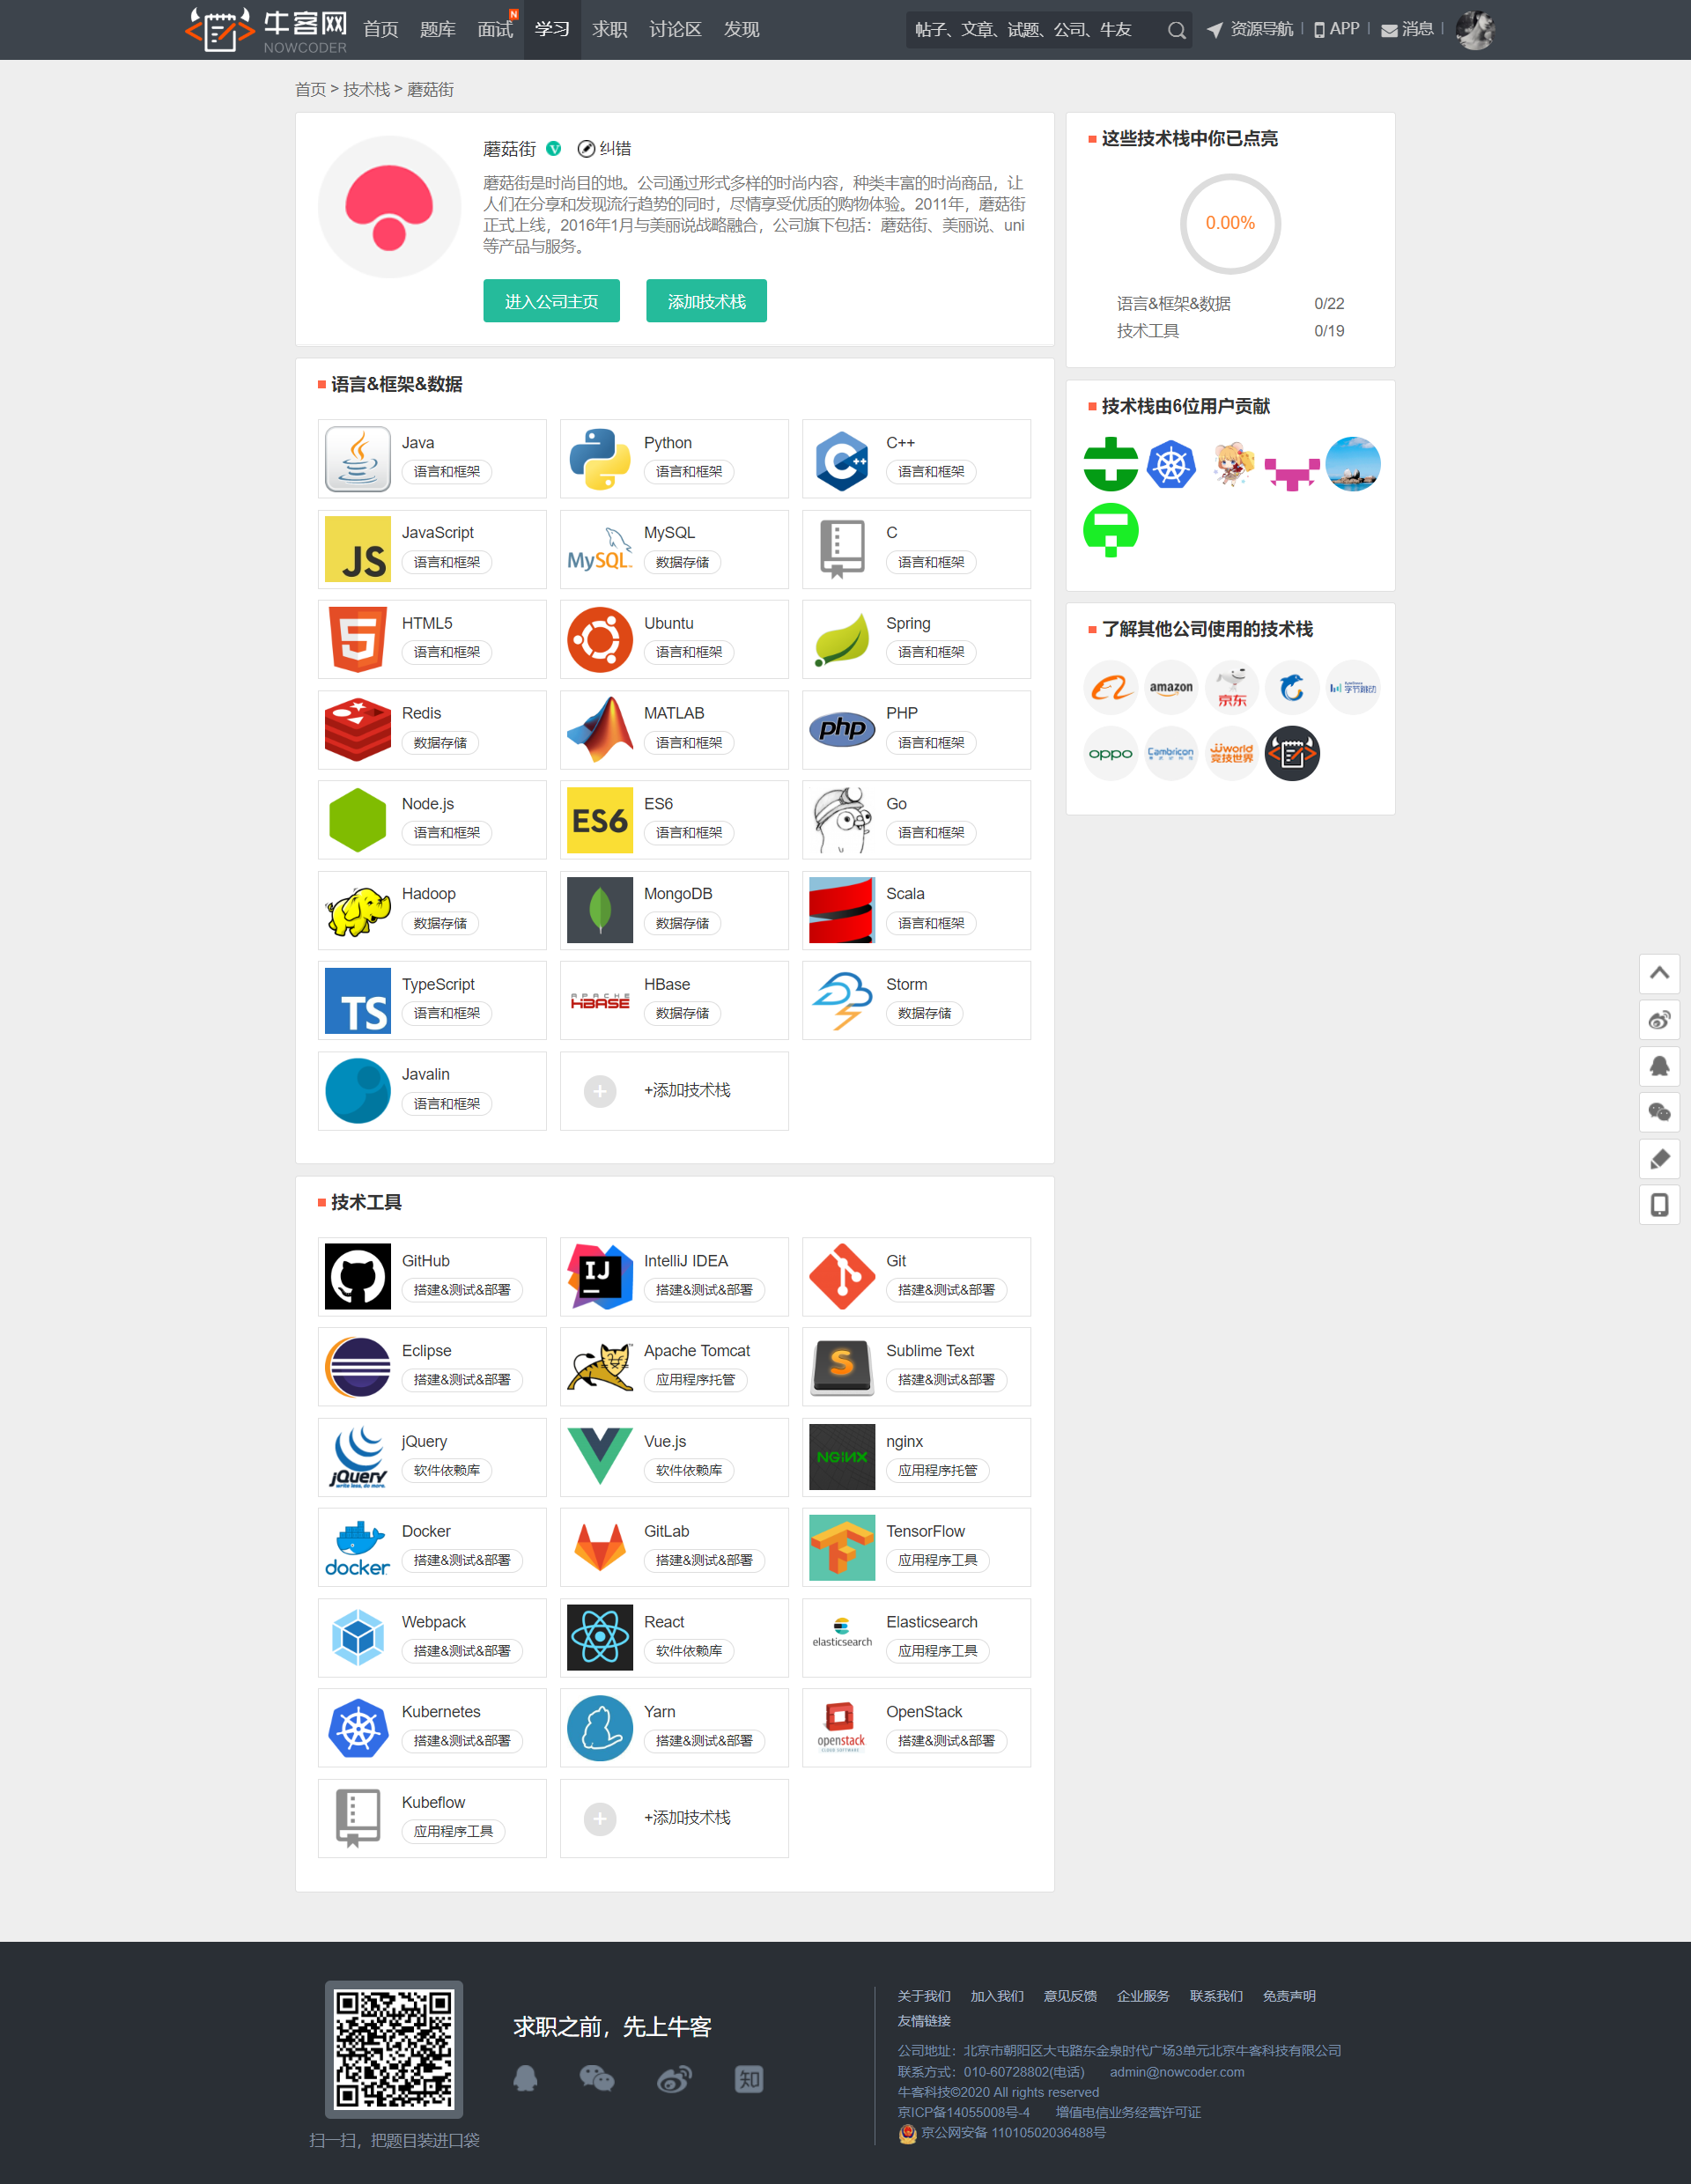 牛客网
NOWCODER
首页
题库
面试
N
学习
求职
讨论区
发现
帖子、文章、试题、公司、牛友
资源导航
APP
消息
首页 > 技术栈 > 蘑菇街
蘑菇街
V
纠错
蘑菇街是时尚目的地。公司通过形式多样的时尚内容，种类丰富的时尚商品，让
人们在分享和发现流行趋势的同时，尽情享受优质的购物体验。2011年，蘑菇街
正式上线，2016年1月与美丽说战略融合，公司旗下包括：蘑菇街、美丽说、uni
等产品与服务。
进入公司主页
添加技术栈
这些技术栈中你已点亮
0.00%
语言&框架&数据 0/22
技术工具 0/19
技术栈由6位用户贡献
了解其他公司使用的技术栈
amazon
京东
字节跳动
oppo
Cambricon
JJworld
竞技世界
语言&框架&数据
Java
语言和框架
Python
语言和框架
C++
语言和框架
JS
JavaScript
语言和框架
MySQL
MySQL
数据存储
C
语言和框架
HTML5
语言和框架
Ubuntu
语言和框架
Spring
语言和框架
Redis
数据存储
MATLAB
语言和框架
php
PHP
语言和框架
Node.js
语言和框架
ES6
ES6
语言和框架
Go
语言和框架
Hadoop
数据存储
MongoDB
数据存储
Scala
语言和框架
TS
TypeScript
语言和框架
APACHE
HBASE
HBase
数据存储
Storm
数据存储
Javalin
语言和框架
+添加技术栈
技术工具
GitHub
搭建&测试&部署
IJ
IntelliJ IDEA
搭建&测试&部署
Git
搭建&测试&部署
Eclipse
搭建&测试&部署
Apache Tomcat
应用程序托管
S
Sublime Text
搭建&测试&部署
jQuery
write less, do more.
jQuery
软件依赖库
Vue.js
软件依赖库
NGINX
nginx
应用程序托管
docker
Docker
搭建&测试&部署
GitLab
搭建&测试&部署
TensorFlow
应用程序工具
Webpack
搭建&测试&部署
React
软件依赖库
elasticsearch
Elasticsearch
应用程序工具
Kubernetes
搭建&测试&部署
Yarn
搭建&测试&部署
openstack
CLOUD SOFTWARE
OpenStack
搭建&测试&部署
Kubeflow
应用程序工具
+添加技术栈
扫一扫，把题目装进口袋
求职之前，先上牛客
知
关于我们 加入我们 意见反馈 企业服务 联系我们 免责声明
友情链接
公司地址：北京市朝阳区大屯路东金泉时代广场3单元北京牛客科技有限公司
联系方式：010-60728802(电话) admin@nowcoder.com
牛客科技©2020 All rights reserved
京ICP备14055008号-4 增值电信业务经营许可证
京公网安备 11010502036488号